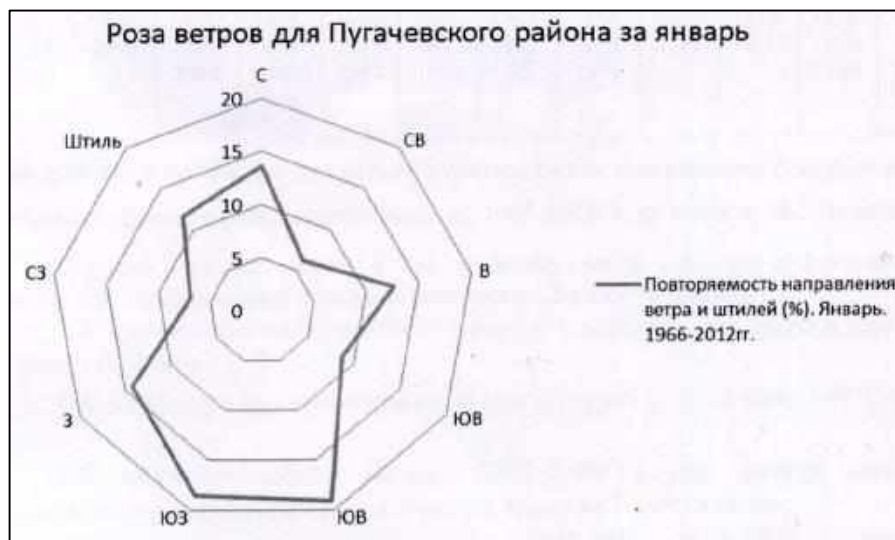 Роза ветров для Пугачевского района за январь
С
20
Штиль
СВ
15
10
5
СЗ
0
В
Повторяемость направления
ветра и штилей (%). Январь.
1966-2012гг.
З
ЮВ
ЮЗ
ЮВ